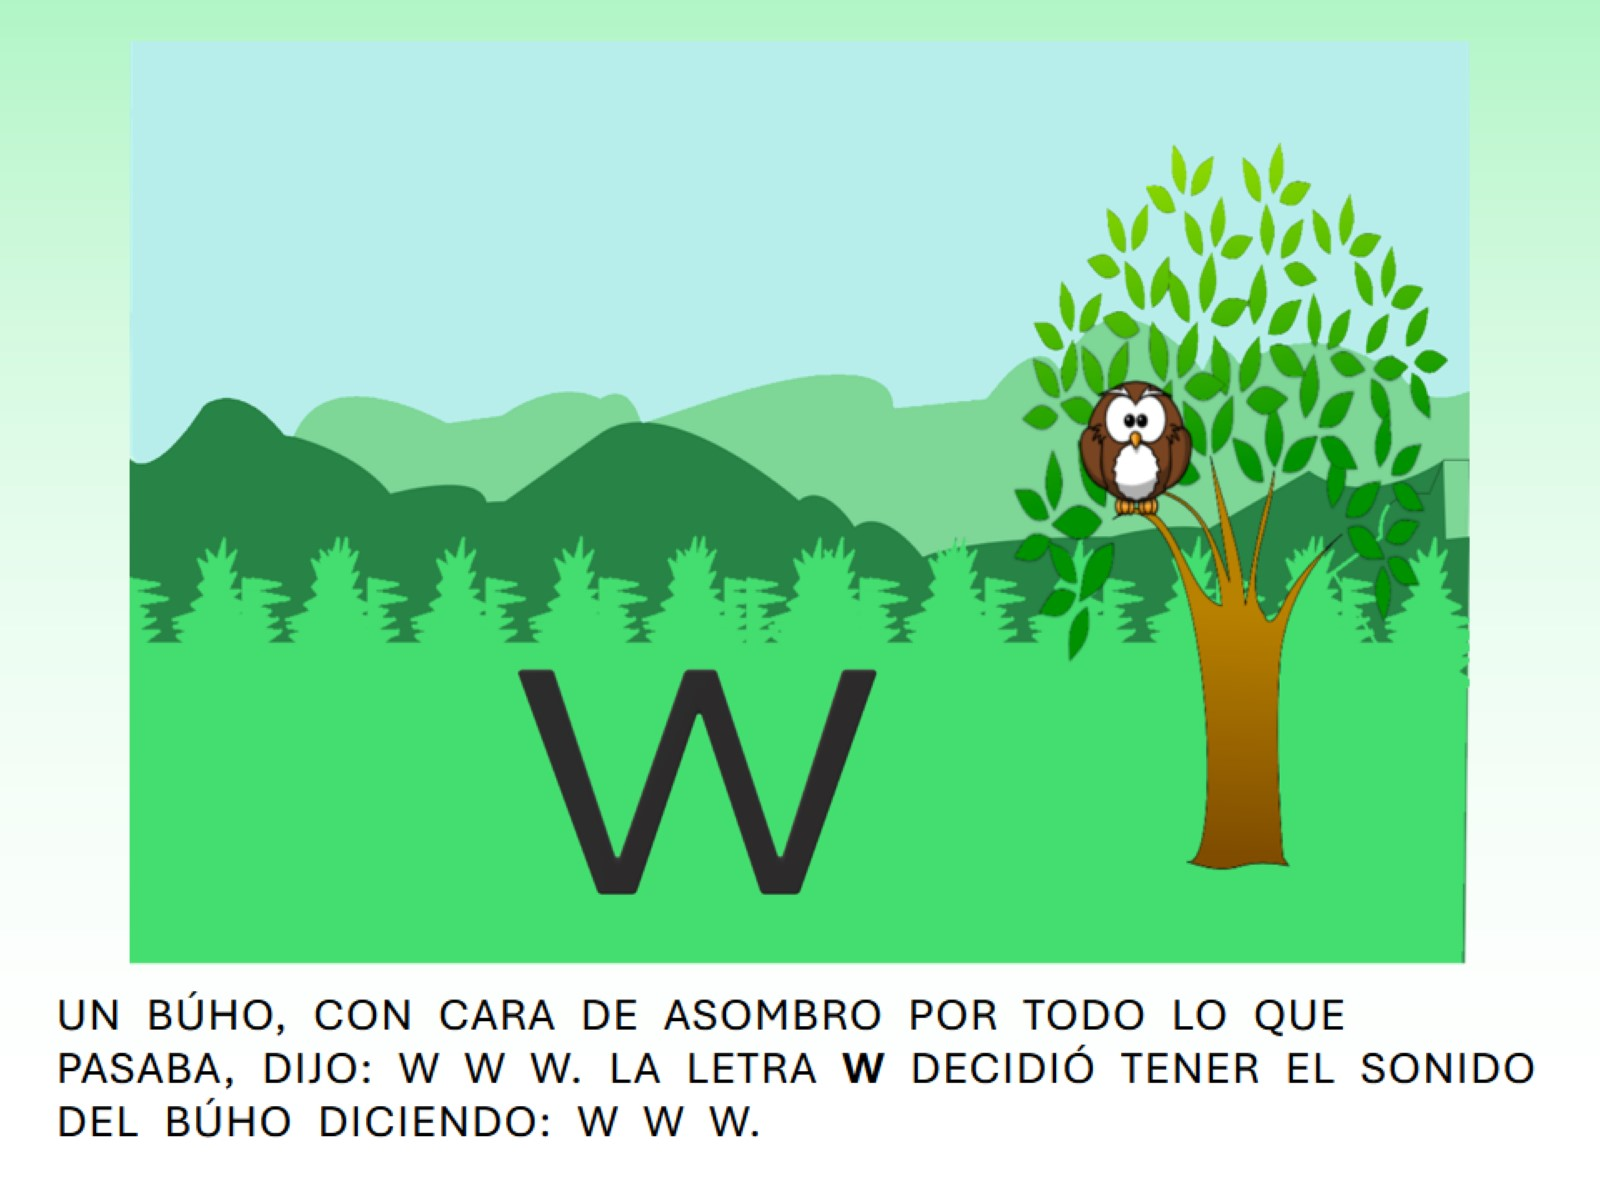 W
UN BÚHO, CON CARA DE ASOMBRO POR TODO LO QUE
PASABA, DIJO: W W W. LA LETRA W DECIDIÓ TENER EL SONIDO
DEL BÚHO DICIENDO: W W W.